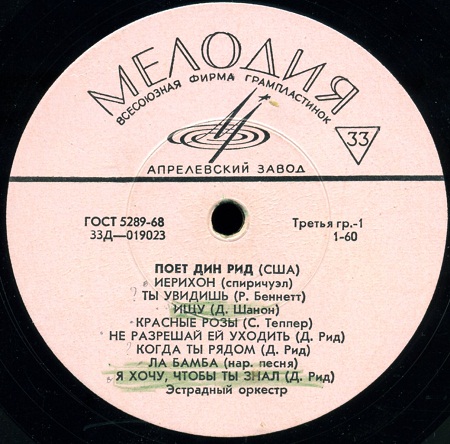 МЕЛОДИЯ
ВСЕСОЮЗНАЯ ФИРМА ГРАМПЛАСТИНОК
33
АПРЕЛЕВСКИЙ ЗАВОД
ГОСТ 5289-68
Третья гр.-1
33Д—019023
1-60
ПОЕТ ДИН РИД (США)
ИЕРИХОН (спиричуэл)
? ТЫ УВИДИШЬ (Р. Беннетт)
ИЩУ (Д. Шанон)
КРАСНЫЕ РОЗЫ (С. Теппер)
НЕ РАЗРЕШАЙ ЕЙ УХОДИТЬ (Д. Рид)
? КОГДА ТЫ РЯДОМ (Д. Рид)
ЛА БАМБА (нар. песня)
Я ХОЧУ, ЧТОБЫ ТЫ ЗНАЛ (Д. Рид)
Эстрадный оркестр